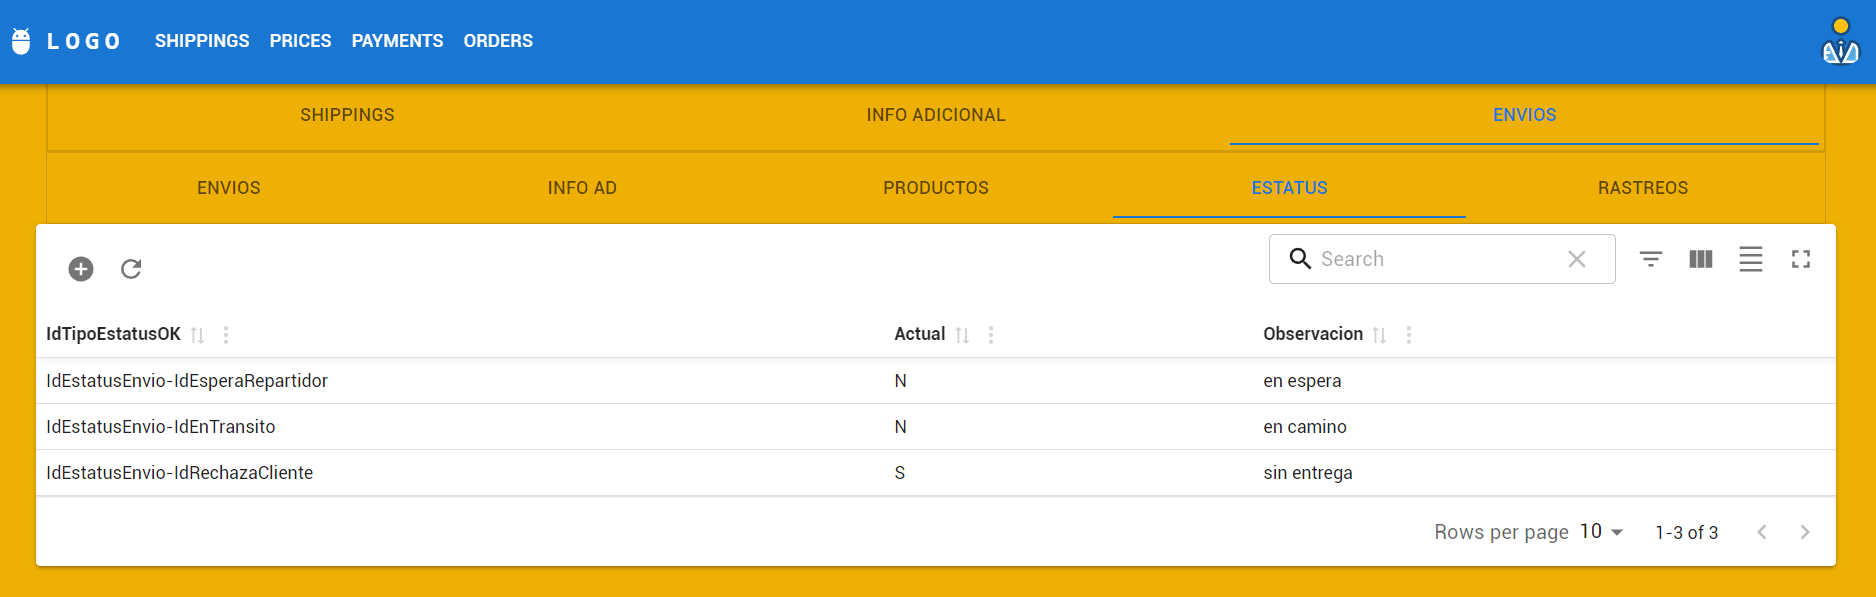 LOGO SHIPPINGS PRICES PAYMENTS ORDERS
SHIPPINGS INFO ADICIONAL ENVIOS
ENVIOS INFO AD PRODUCTOS ESTATUS RASTREOS
Search
IdTipoEstatusOK Actual Observacion
IdEstatusEnvio-IdEsperaRepartidor N en espera
IdEstatusEnvio-IdEnTransito N en camino
IdEstatusEnvio-IdRechazaCliente S sin entrega
Rows per page 10 1-3 of 3